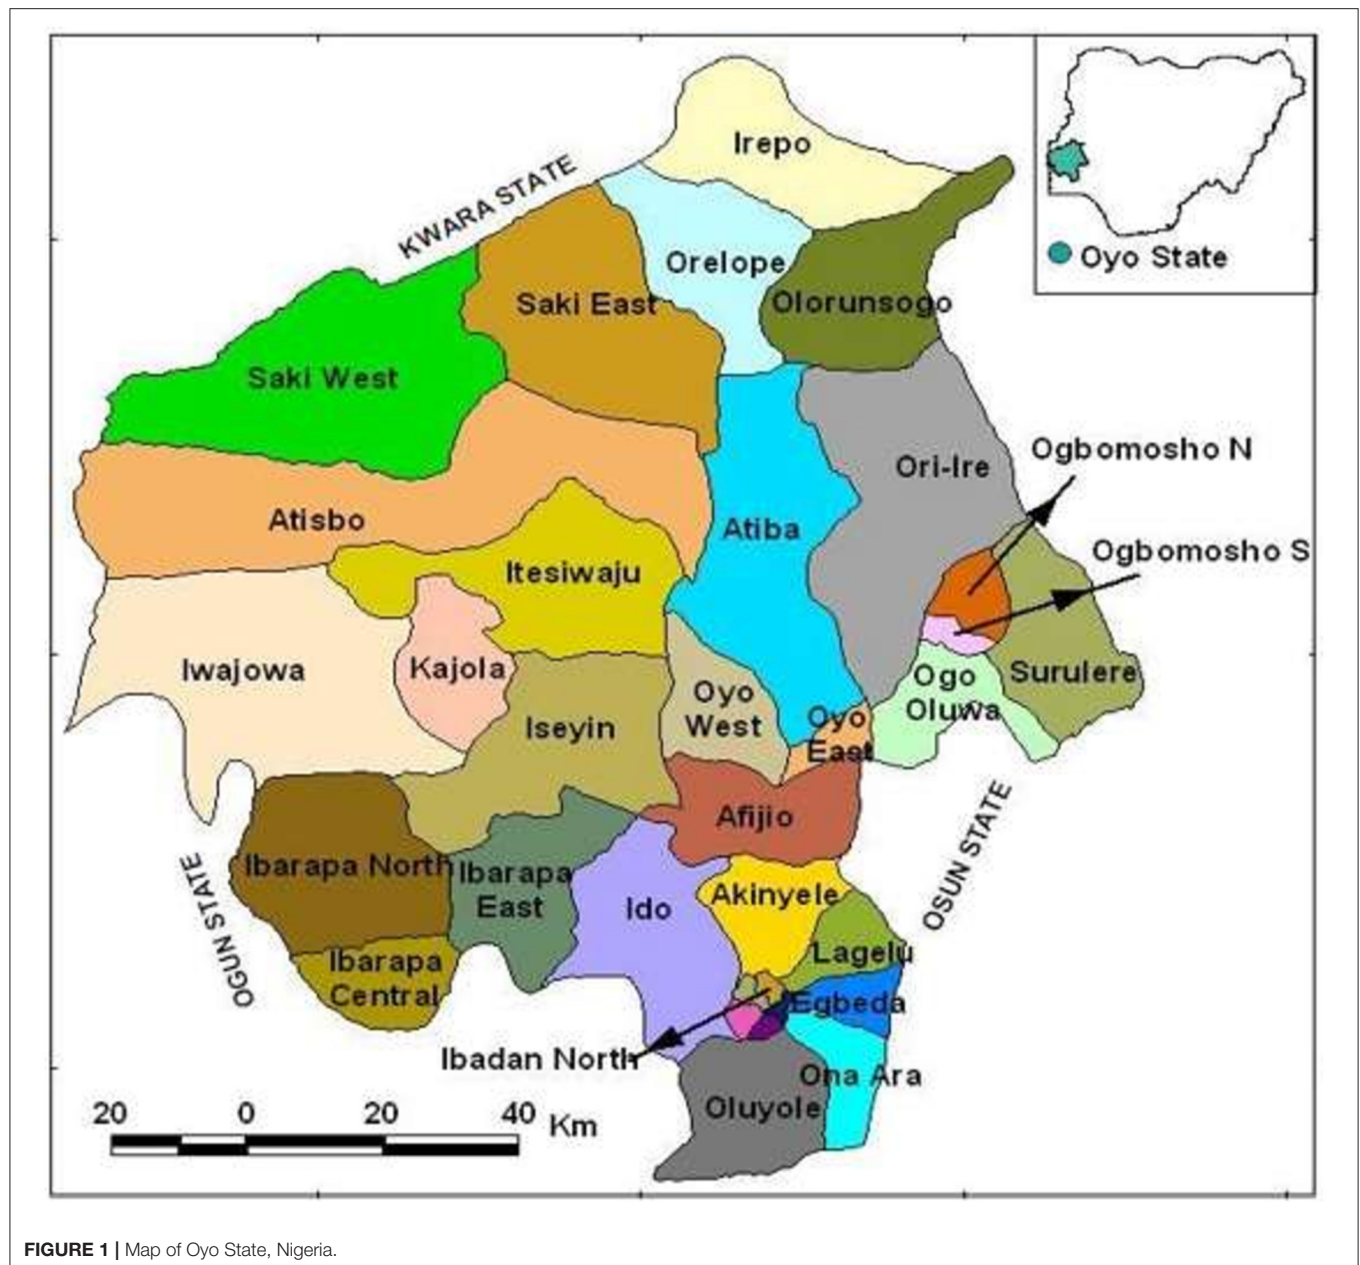 Irepo
KWARA STATE
Orelope
Oyo State
Saki East
Olorunsogo
Saki West
Ogbomosho N
Ori-Ire
Atisbo
Atiba
Ogbomosho S
Itesiwaju
Iwajowa
Kajola
Ogo
Oluwa
Surulere
Oyo
West
Iseyin
Oyo
East
Afijio
OSUN STATE
OGUN STATE
Ibarapa North
Ibarapa
East
Ido
Akinyele
Lagelu
Ibarapa
Central
Egbeda
Ibadan North
Ona Ara
Oluyole
20 0 20 40 Km
FIGURE 1 | Map of Oyo State, Nigeria.